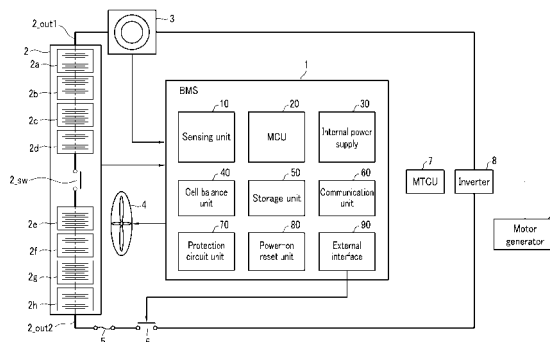 2_out1
3
2
2a
2b
2c
2d
2_sw
2e
2f
2g
2h
2_out2
4
5
6
1
BMS
10
Sensing unit
20
MCU
30
Internal power
supply
40
Cell balance
unit
50
Storage unit
60
Communication
unit
70
Protection
circuit unit
80
Power-on
reset unit
90
External
interface
7
MTCU
8
Inverter
Motor
generator